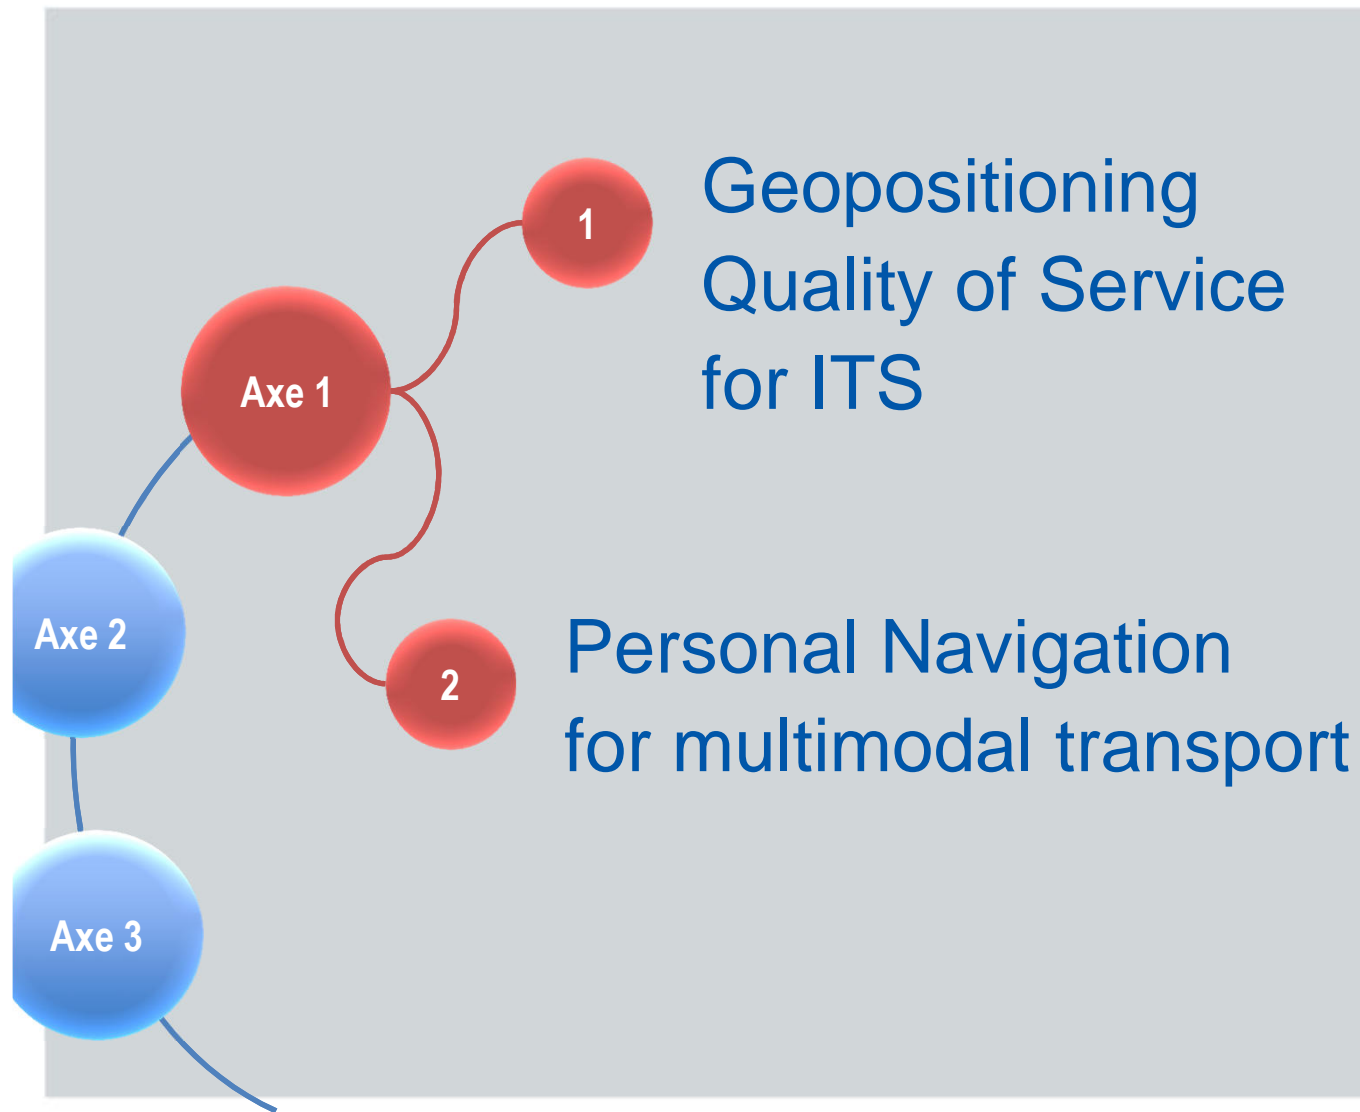 1
Geopositioning
Quality of Service
for ITS
Axe 1
Axe 2
2
Personal Navigation
for multimodal transport
Axe 3